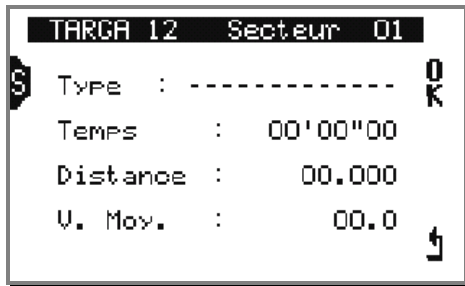 TARGA 12 Secteur 01
S
Type : -------------
OK
Temps : 00'00"00
Distance : 00.000
V. Moy. : 00.0